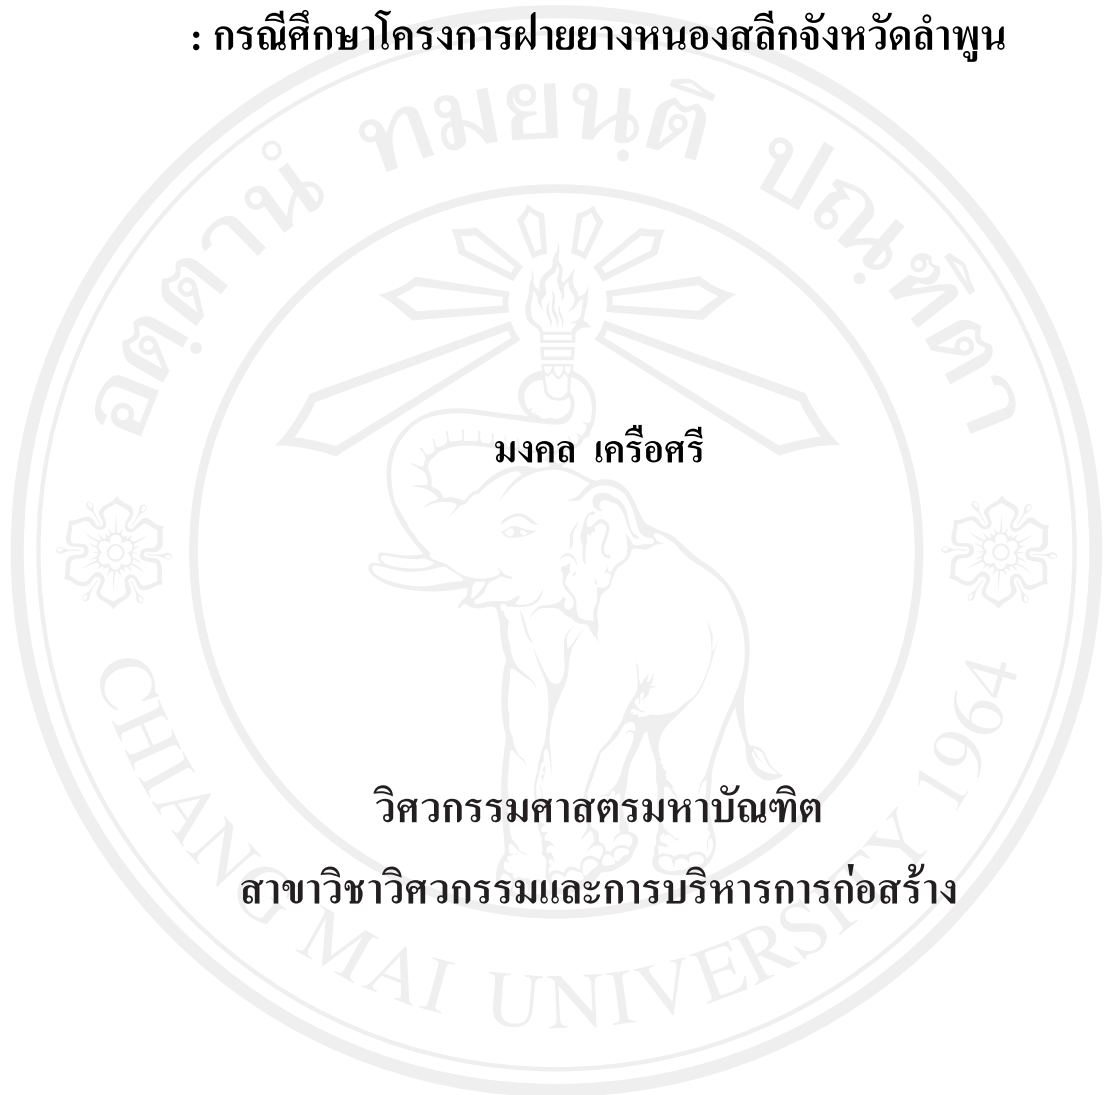 : กรณีศึกษาโครงการฝายยางหนองสลีกจังหวัดลำพูน
อตฺตานํ ทมยนฺติ ปณฺฑิตา
มงคล เครือศรี
วิศวกรรมศาสตรมหาบัณฑิต
สาขาวิชาวิศวกรรมและการบริหารการก่อสร้าง
CHIANG MAI UNIVERSITY 1964